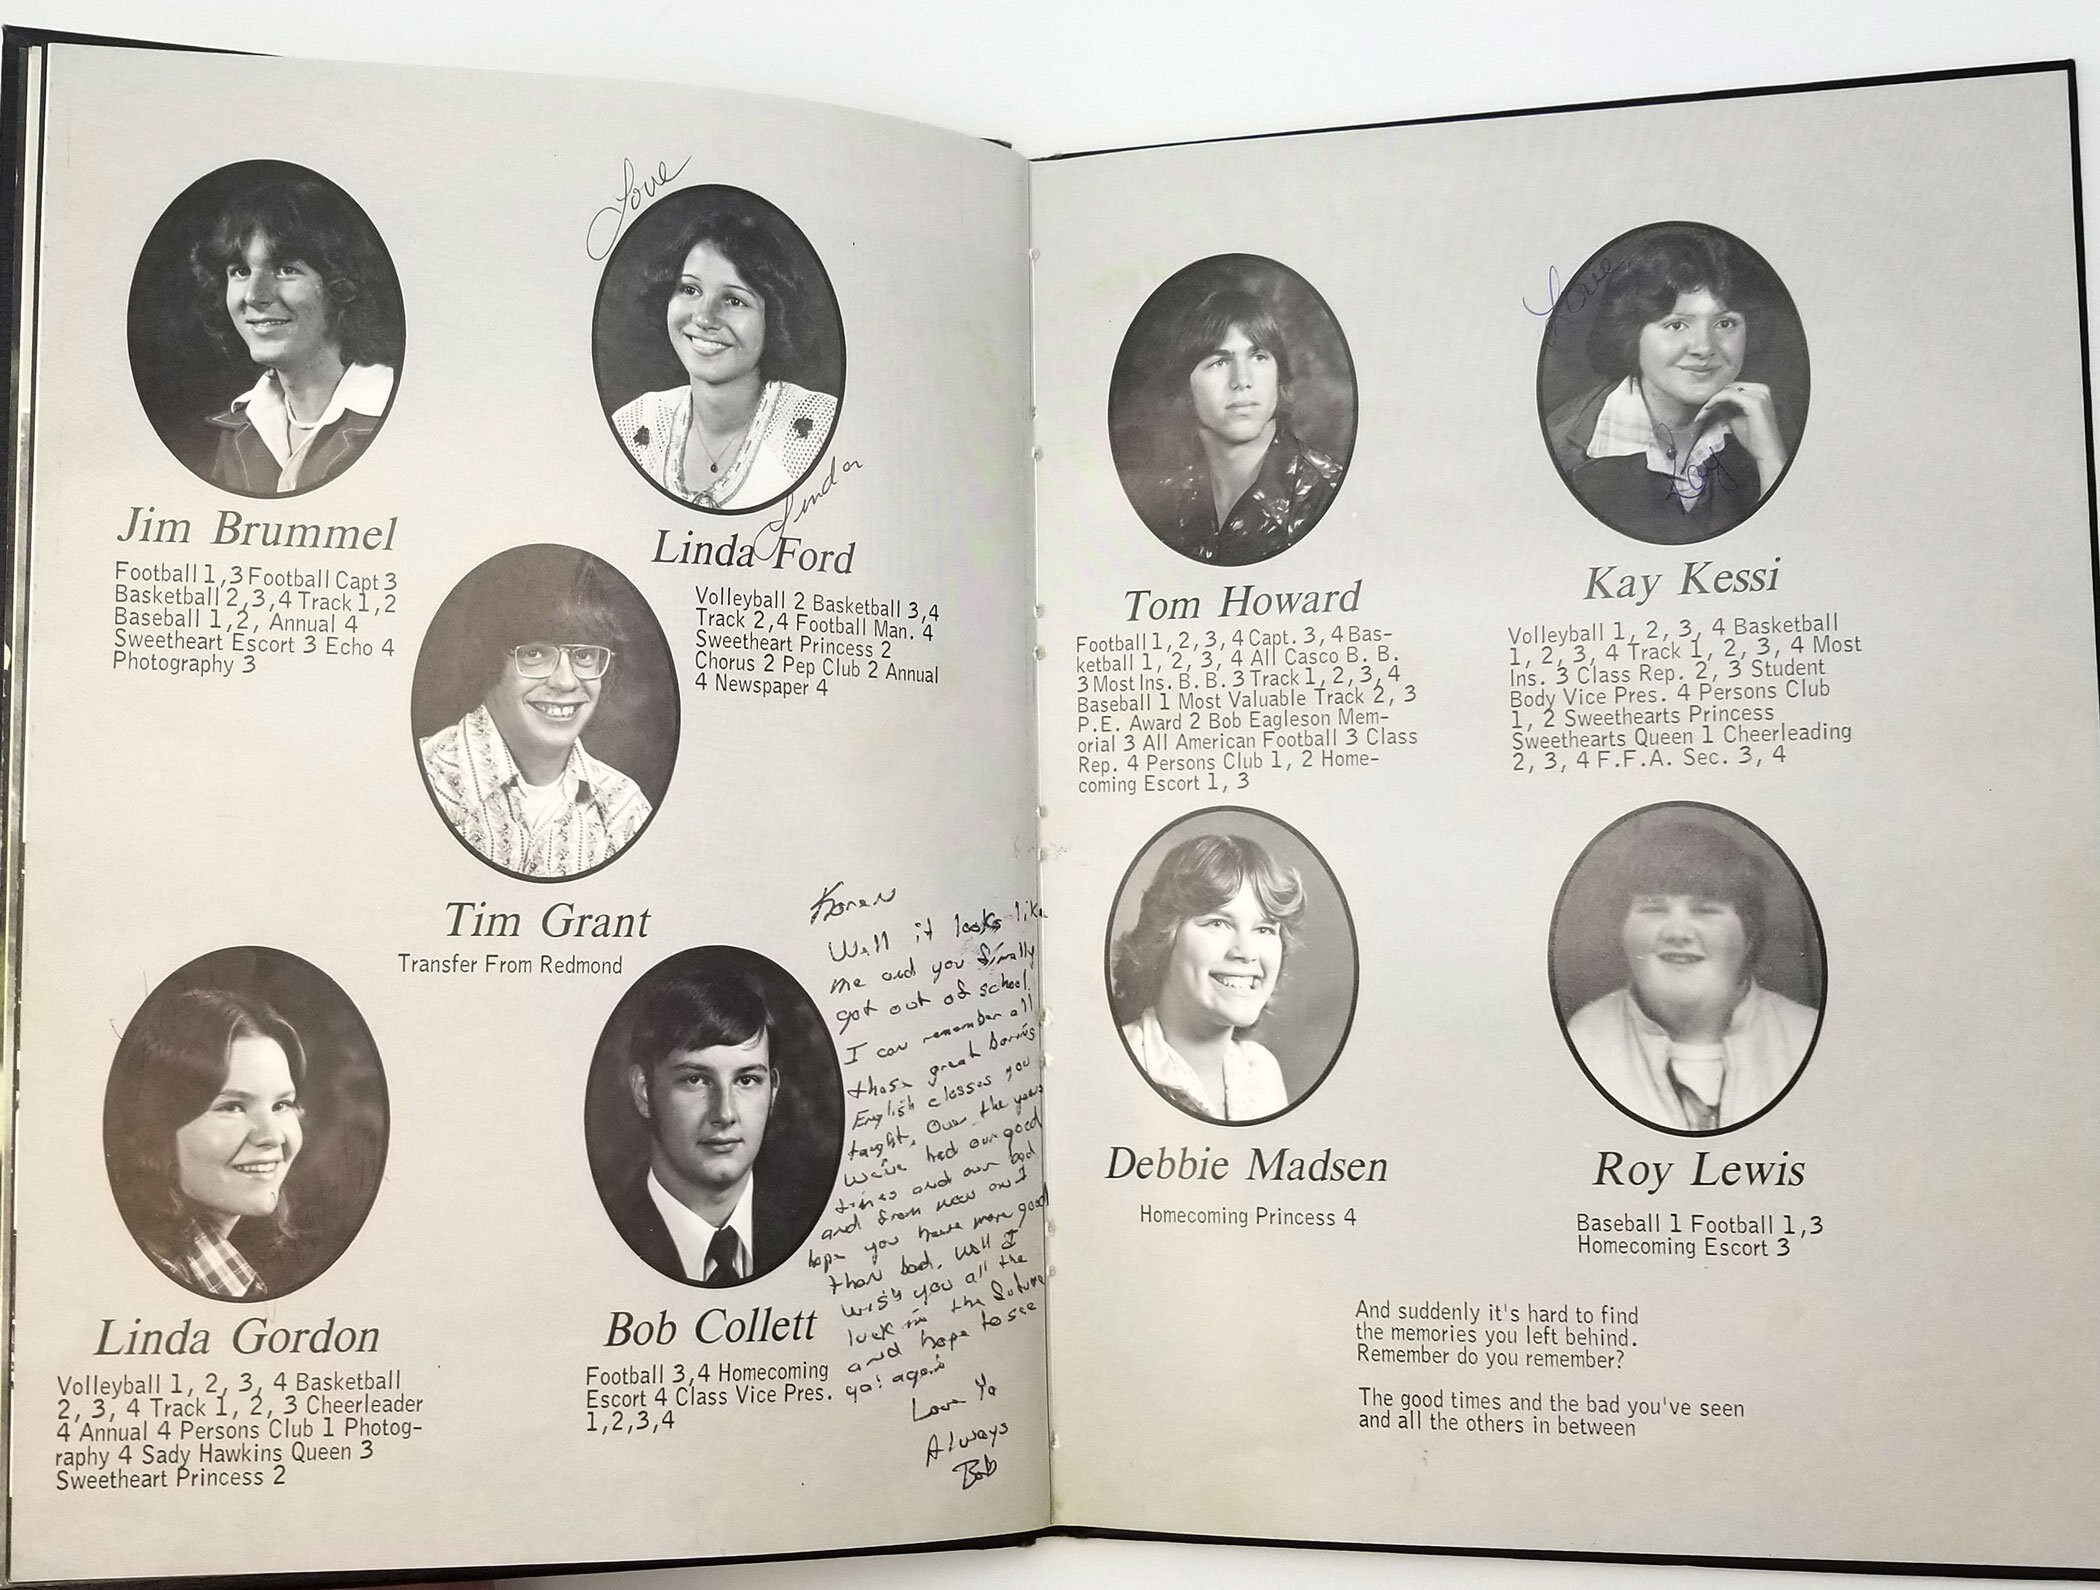 Love
Linda
Jim Brummel
Football 1,3 Football Capt 3
Basketball 2,3,4 Track 1,2
Baseball 1,2, Annual 4
Sweetheart Escort 3 Echo 4
Photography 3
Linda Ford
Volleyball 2 Basketball 3,4
Track 2,4 Football Man. 4
Sweetheart Princess 2
Chorus 2 Pep Club 2 Annual
4 Newspaper 4
Tim Grant
Transfer From Redmond
Linda Gordon
Volleyball 1, 2, 3, 4 Basketball
2, 3, 4 Track 1, 2, 3 Cheerleader
4 Annual 4 Persons Club 1 Photog-
raphy 4 Sady Hawkins Queen 3
Sweetheart Princess 2
Bob Collett
Football 3,4 Homecoming
Escort 4 Class Vice Pres.
1,2,3,4
Karen
Well it looks like
me and you finally
got out of school.
I can remember all
those great boring
English classes you
taught. Over the years
we've had our good
times and our bad
and from now on I
hope you have more good
than bad. Well I
wish you all the
luck in the future
and hope to see
ya! again
Love Ya
Always
Bob
Tom Howard
Football 1, 2, 3, 4 Capt. 3, 4 Bas-
ketball 1, 2, 3, 4 All Casco B. B.
3 Most Ins. B. B. 3 Track 1, 2, 3, 4
Baseball 1 Most Valuable Track 2, 3
P.E. Award 2 Bob Eagleson Mem-
orial 3 All American Football 3 Class
Rep. 4 Persons Club 1, 2 Home-
coming Escort 1, 3
Love,
Kay
Kay Kessi
Volleyball 1, 2, 3, 4 Basketball
1, 2, 3, 4 Track 1, 2, 3, 4 Most
Ins. 3 Class Rep. 2, 3 Student
Body Vice Pres. 4 Persons Club
1, 2 Sweethearts Princess
Sweethearts Queen 1 Cheerleading
2, 3, 4 F.F.A. Sec. 3, 4
Debbie Madsen
Homecoming Princess 4
Roy Lewis
Baseball 1 Football 1,3
Homecoming Escort 3
And suddenly it's hard to find
the memories you left behind.
Remember do you remember?
The good times and the bad you've seen
and all the others in between